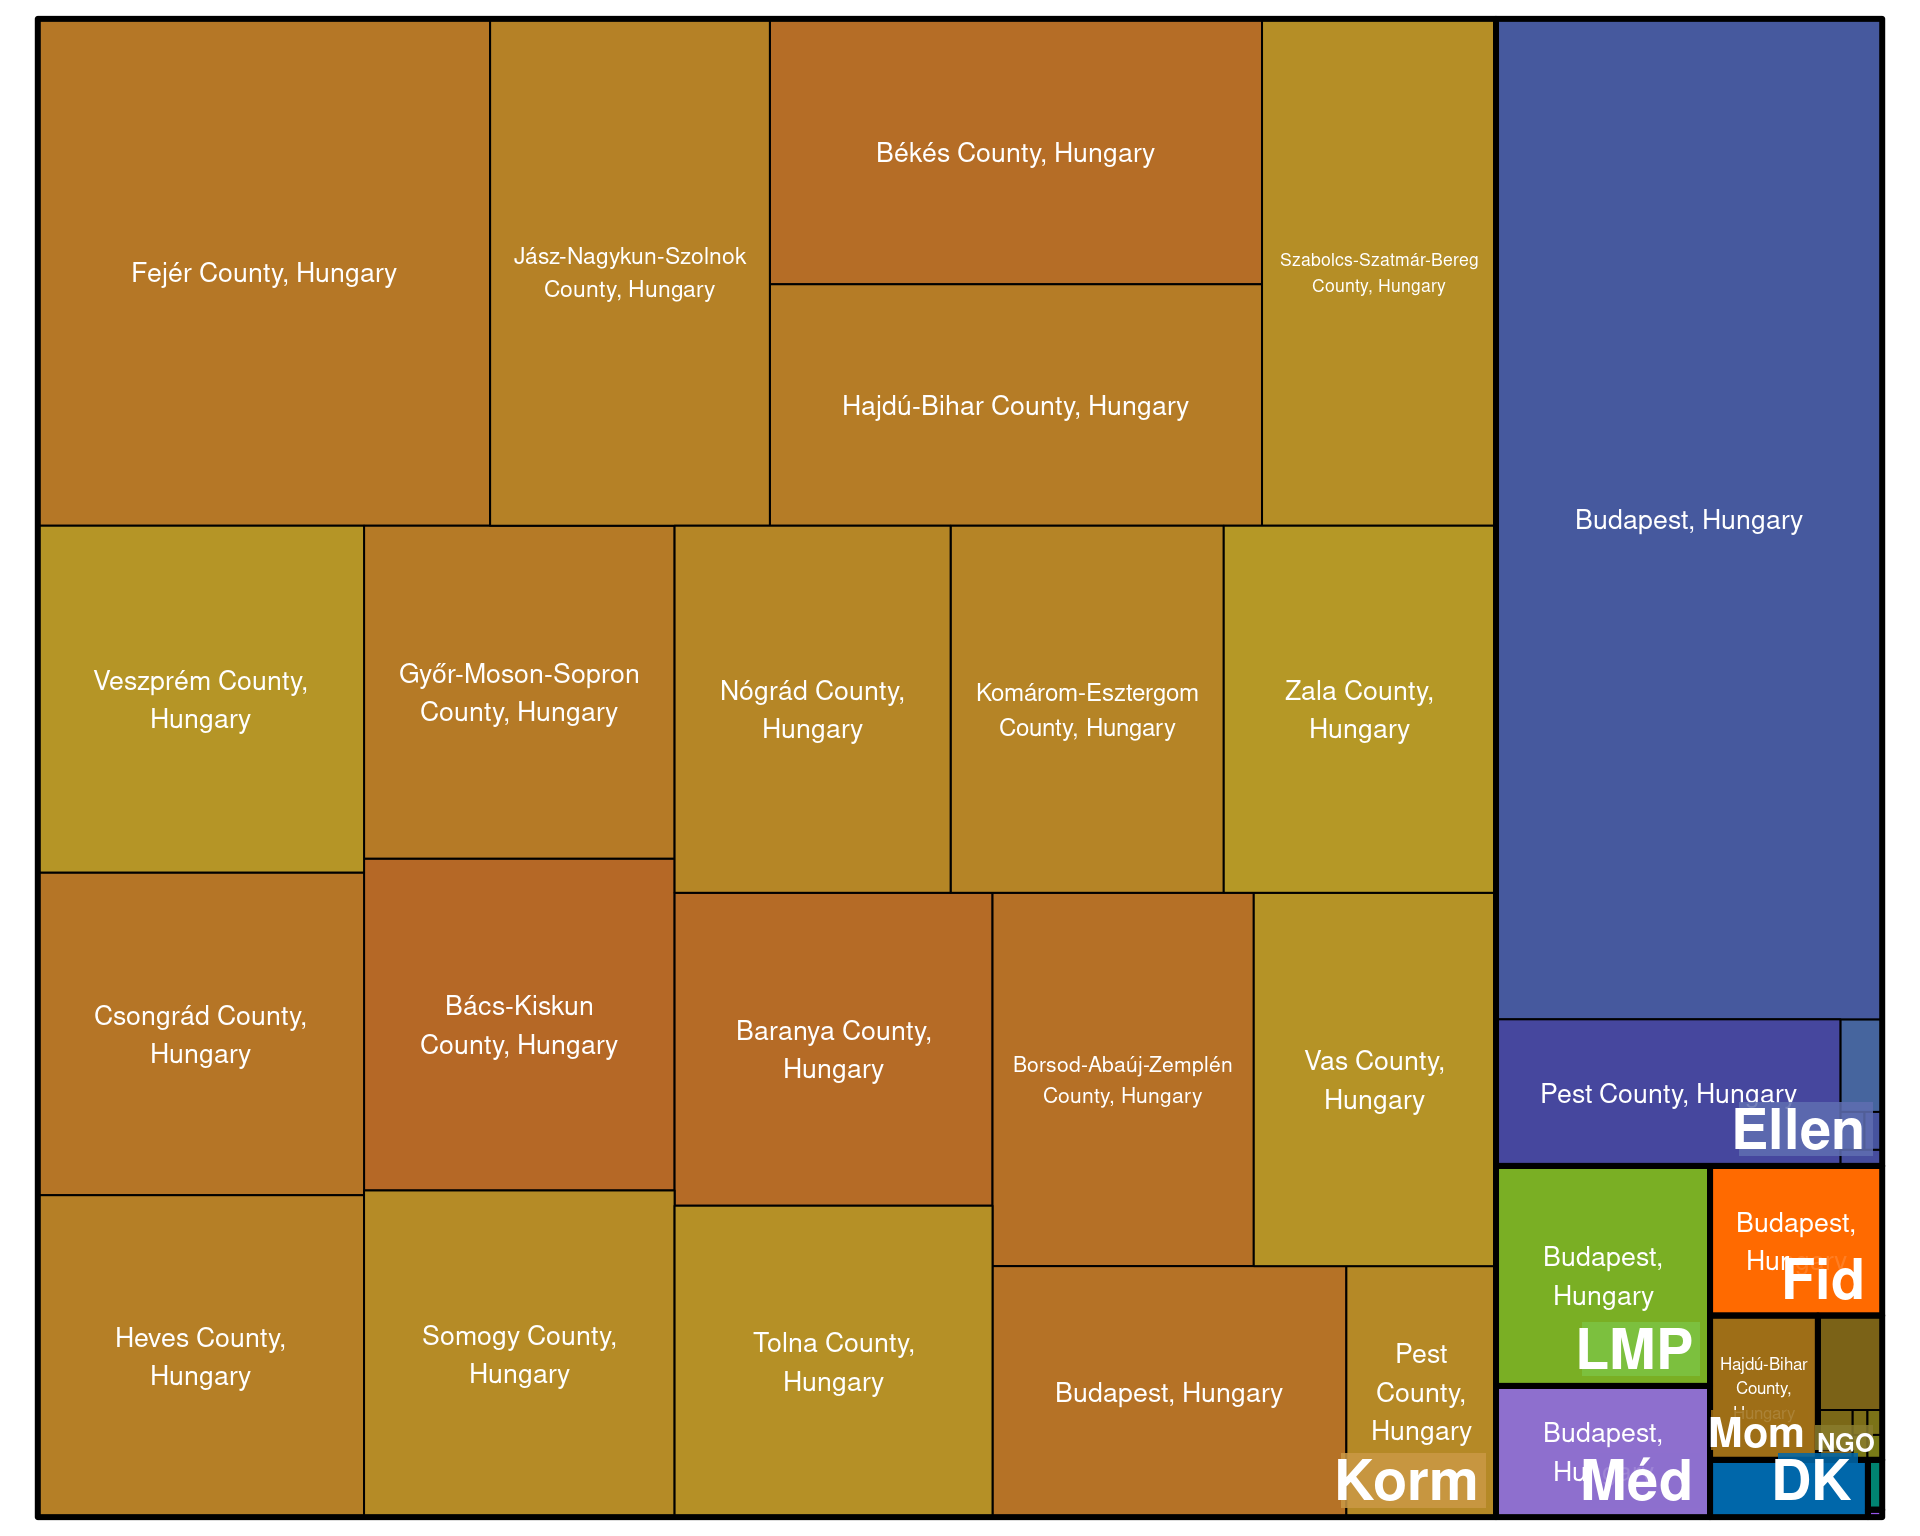 Fejér County, Hungary
Jász-Nagykun-Szolnok
County, Hungary
Békés County, Hungary
Hajdú-Bihar County, Hungary
Szabolcs-Szatmár-Bereg
County, Hungary
Budapest, Hungary
Veszprém County,
Hungary
Győr-Moson-Sopron
County, Hungary
Nógrád County,
Hungary
Komárom-Esztergom
County, Hungary
Zala County,
Hungary
Csongrád County,
Hungary
Bács-Kiskun
County, Hungary
Baranya County,
Hungary
Borsod-Abaúj-Zemplén
County, Hungary
Vas County,
Hungary
Pest County, Hungary
Ellen
Heves County,
Hungary
Somogy County,
Hungary
Tolna County,
Hungary
Budapest, Hungary
Pest
County,
Hungary
Korm
Budapest,
Hungary
LMP
Budapest,
Hungary
Fid
Hajdú-Bihar
County,
Hungary
Mom
NGO
Budapest,
Méd
DK